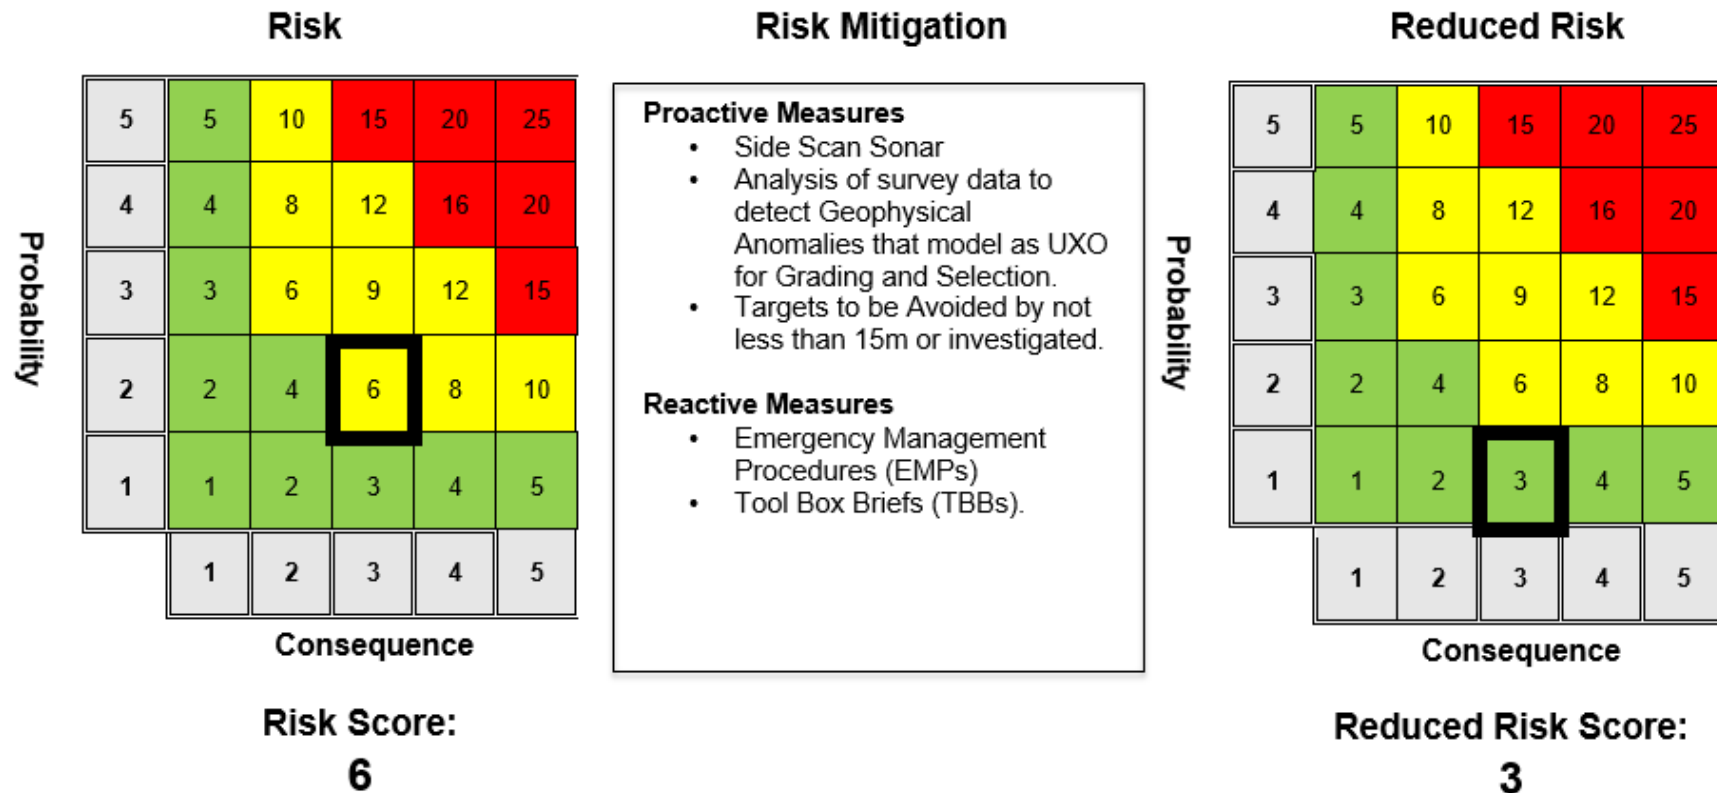 Risk
Risk Mitigation
Reduced Risk
Probability
5 5 10 15 20 25
4 4 8 12 16 20
3 3 6 9 12 15
2 2 4 6 8 10
1 1 2 3 4 5
1 2 3 4 5
Consequence
Risk Score:
6
Proactive Measures
• Side Scan Sonar
• Analysis of survey data to
detect Geophysical
Anomalies that model as UXO
for Grading and Selection.
• Targets to be Avoided by not
less than 15m or investigated.
Reactive Measures
• Emergency Management
Procedures (EMPs)
• Tool Box Briefs (TBBs).
Probability
5 5 10 15 20 25
4 4 8 12 16 20
3 3 6 9 12 15
2 2 4 6 8 10
1 1 2 3 4 5
1 2 3 4 5
Consequence
Reduced Risk Score:
3